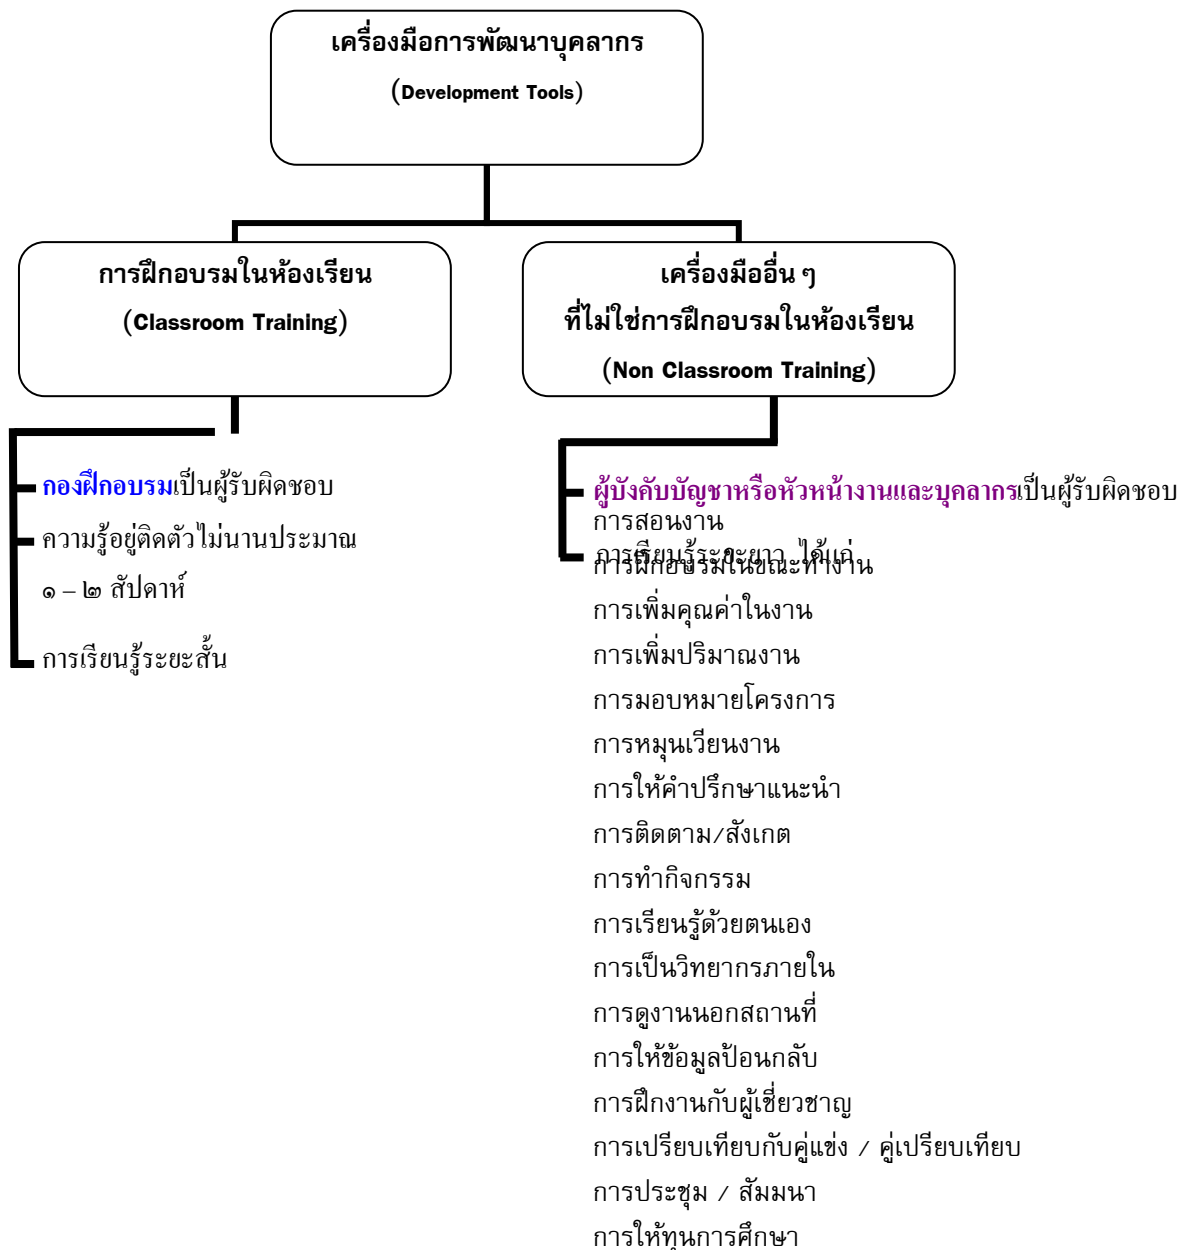 เครื่องมือการพัฒนาบุคลากร
(Development Tools)
การฝึกอบรมในห้องเรียน
(Classroom Training)
เครื่องมืออื่น ๆ
ที่ไม่ใช่การฝึกอบรมในห้องเรียน
(Non Classroom Training)
กองฝึกอบรมเป็นผู้รับผิดชอบ
ความรู้อยู่ติดตัวไม่นานประมาณ
๑ – ๒ สัปดาห์
การเรียนรู้ระยะสั้น
ผู้บังคับบัญชาหรือหัวหน้างานและบุคลากรเป็นผู้รับผิดชอบ
การสอนงาน
การเรียนรู้ระยะยาว ได้แก่
การฝึกอบรมในขณะทำงาน
การเพิ่มคุณค่าในงาน
การเพิ่มปริมาณงาน
การมอบหมายโครงการ
การหมุนเวียนงาน
การให้คำปรึกษาแนะนำ
การติดตาม/สังเกต
การทำกิจกรรม
การเรียนรู้ด้วยตนเอง
การเป็นวิทยากรภายใน
การดูงานนอกสถานที่
การให้ข้อมูลป้อนกลับ
การฝึกงานกับผู้เชี่ยวชาญ
การเปรียบเทียบกับคู่แข่ง / คู่เปรียบเทียบ
การประชุม / สัมมนา
การให้ทุนการศึกษา